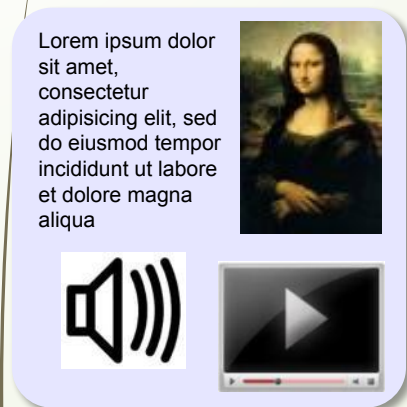 Lorem ipsum dolor
sit amet,
consectetur
adipisicing elit, sed
do eiusmod tempor
incididunt ut labore
et dolore magna
aliqua